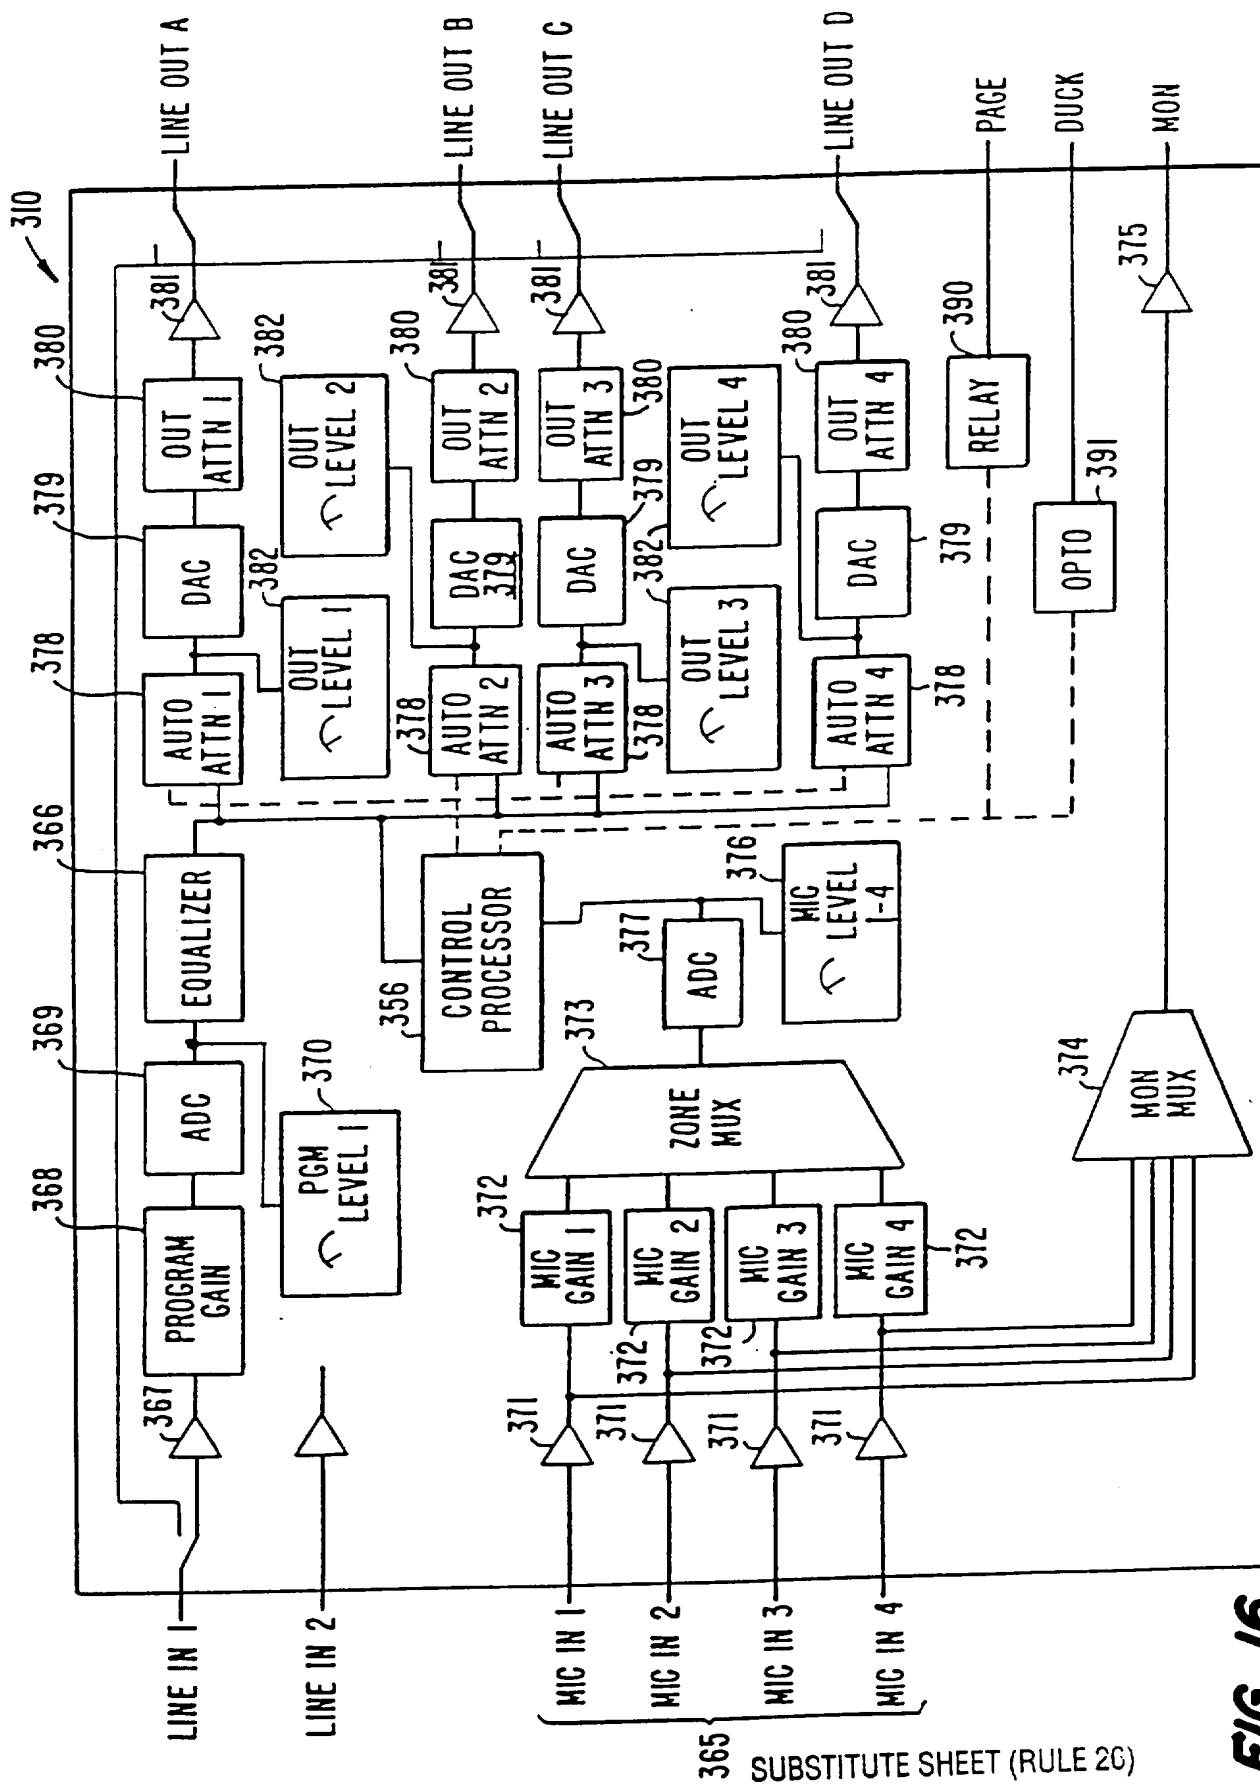 310
LINE IN 1
367
368
PROGRAM
GAIN
369
ADC
366
EQUALIZER
378
AUTO
ATTN 1
379
DAC
380
OUT
ATTN 1
381
LINE OUT A
LINE IN 2
370
PGM
LEVEL 1
382
OUT
LEVEL 1
382
OUT
LEVEL 2
356
CONTROL
PROCESSOR
378
AUTO
ATTN 2
DAC
379
380
OUT
ATTN 2
381
LINE OUT B
AUTO
ATTN 3
378
DAC
379
OUT
ATTN 3
380
381
LINE OUT C
382
OUT
LEVEL 3
OUT
LEVEL 4
AUTO
ATTN 4
378
DAC
379
380
OUT
ATTN 4
381
LINE OUT D
365
MIC IN 1
371
372
MIC
GAIN 1
MIC IN 2
371
372
MIC
GAIN 2
MIC IN 3
371
372
MIC
GAIN 3
MIC IN 4
371
MIC
GAIN 4
372
373
ZONE
MUX
377
ADC
376
MIC
LEVEL
1-4
RELAY
390
PAGE
OPTO
391
DUCK
374
MON
MUX
375
MON
SUBSTITUTE SHEET (RULE 26)